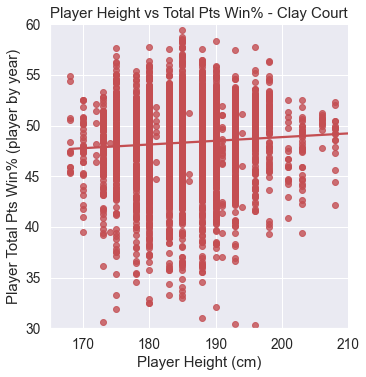 Player Height vs Total Pts Win% - Clay Court
60
55
50
45
40
35
30
Player Total Pts Win% (player by year)
170 180 190 200 210
Player Height (cm)